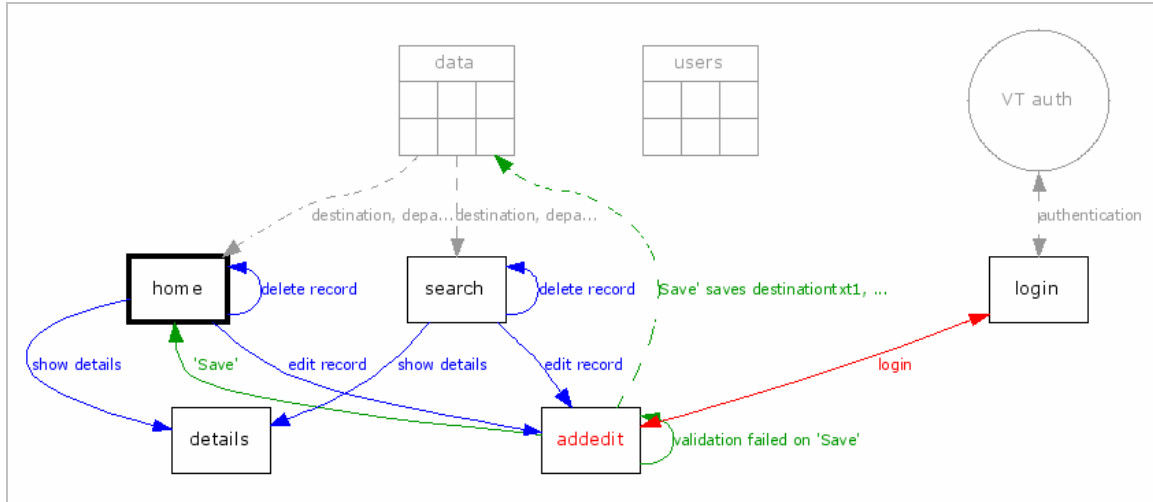 data
users
VT auth
destination, depa...
destination, depa...
authentication
home
delete record
search
delete record
Save' saves destinationtxt1, ...
login
show details
'Save'
edit record
show details
edit record
login
details
addedit
validation failed on 'Save'